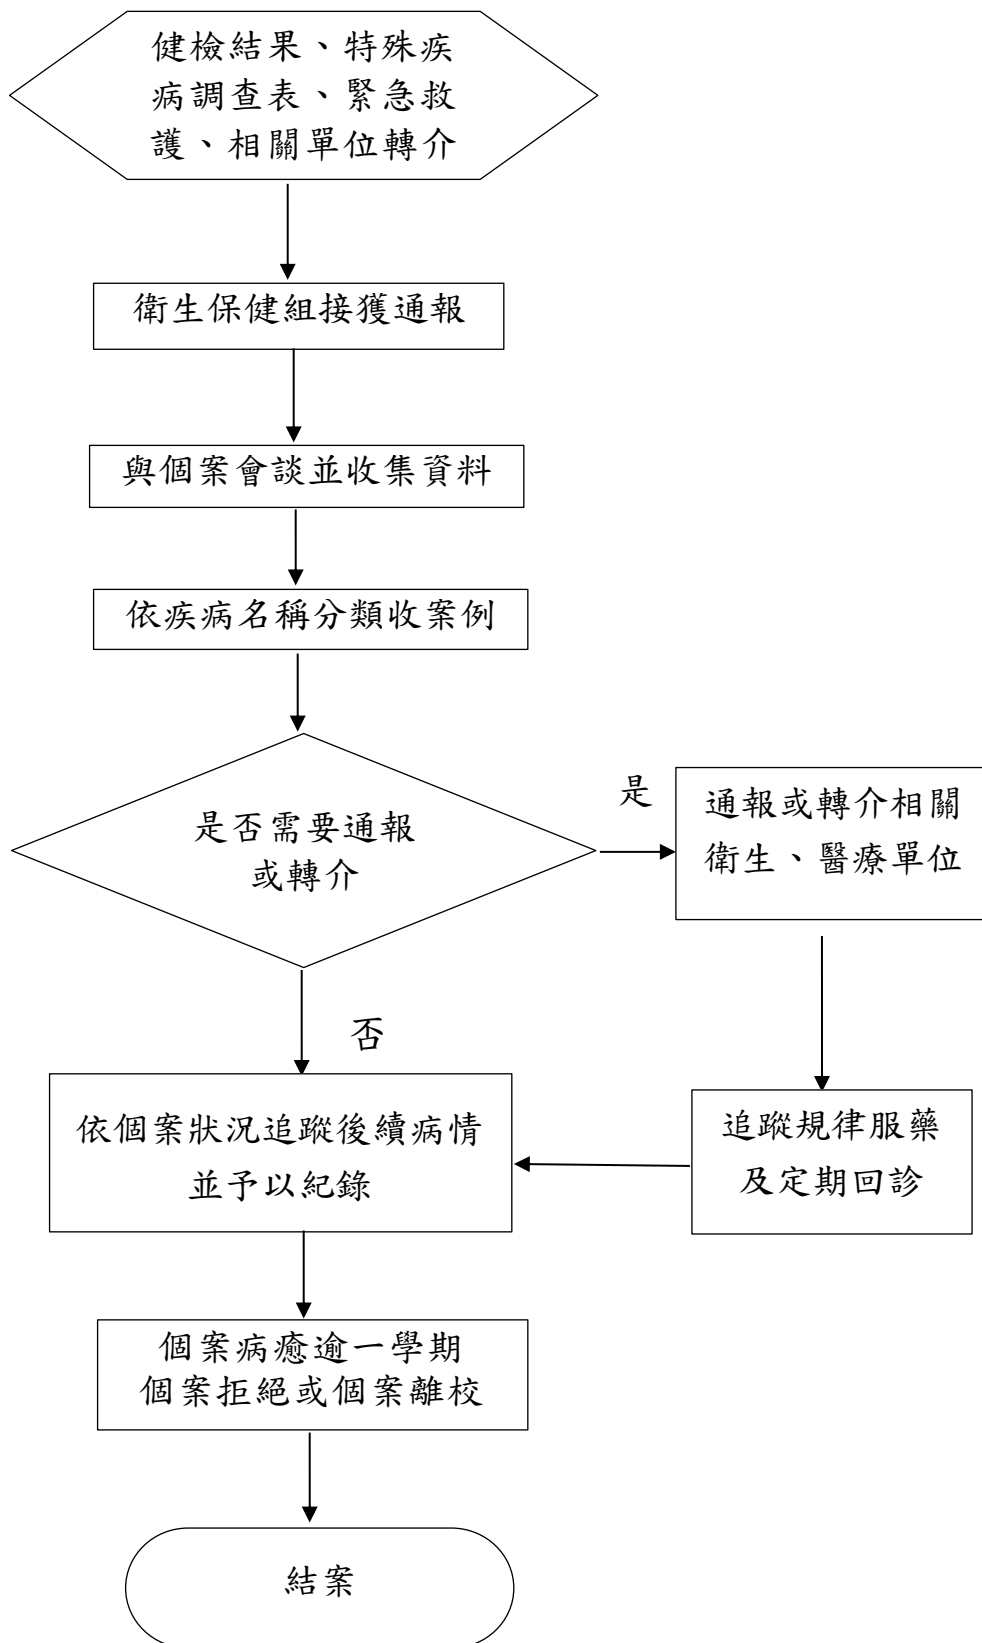 健檢結果、特殊疾
病調查表、緊急救
護、相關單位轉介
衛生保健組接獲通報
與個案會談並收集資料
依疾病名稱分類收案例
是否需要通報
或轉介
是
通報或轉介相關
衛生、醫療單位
否
依個案狀況追蹤後續病情
並予以紀錄
追蹤規律服藥
及定期回診
個案病癒逾一學期
個案拒絕或個案離校
結案